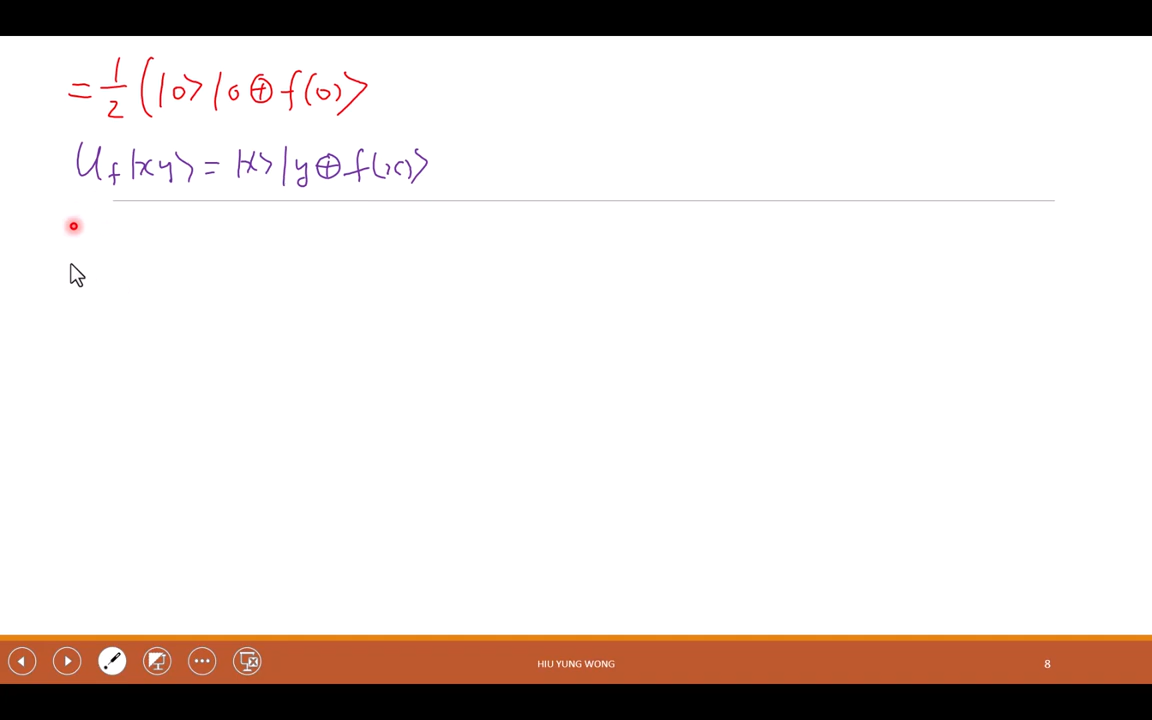 = 1/2 (|0⟩|0⊕f(0)⟩
U_f|xy⟩ = |x⟩|y⊕f(x)⟩
HIU YUNG WONG
8